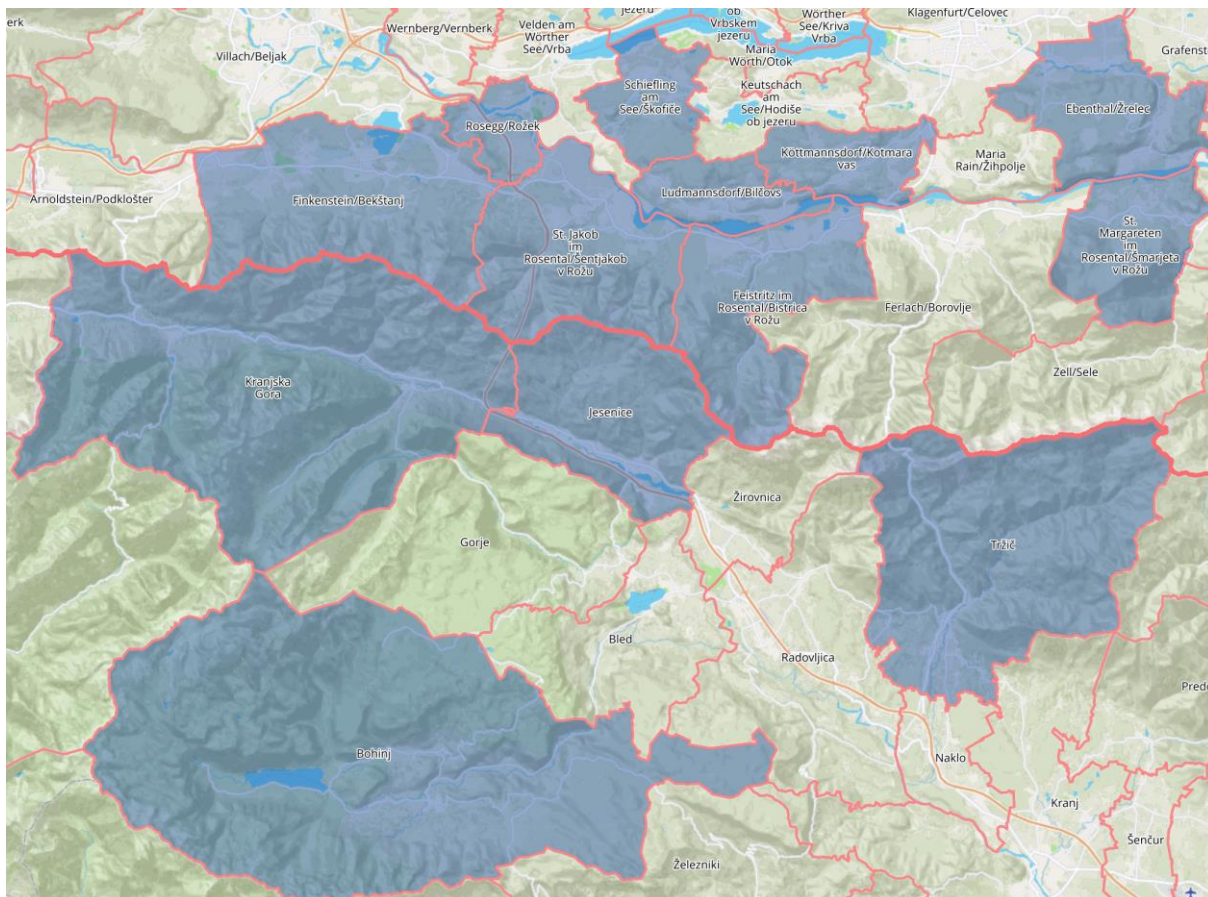 erk
Wernberg/Vernberk
Velden am
Wörther
See/Vrba
jezeru
ob
Vrbskem
jezeru
Wörther
See/Kriva
Vrba
Klagenfurt/Celovec
Villach/Beljak
Maria
Wörth/Otok
Grafenst
Schiefling
am
See/Škofiče
Keutschach
am
See/Hodiše
ob jezeru
Ebenthal/Žrelec
Rosegg/Rožek
Köttmannsdorf/Kotmara
vas
Maria
Rain/Žihpolje
Arnoldstein/Podklošter
Finkenstein/Bekštanj
Ludmannsdorf/Bilčovs
St. Jakob
im
Rosental/Šentjakob
v Rožu
St.
Margareten
im
Rosental/Šmarjeta
v Rožu
Feistritz im
Rosental/Bistrica
v Rožu
Ferlach/Borovlje
Zell/Sele
Kranjska
Gora
Jesenice
Žirovnica
Gorje
Tržič
Bled
Radovljica
Predo
Bohinj
Naklo
Kranj
Šenčur
Železniki